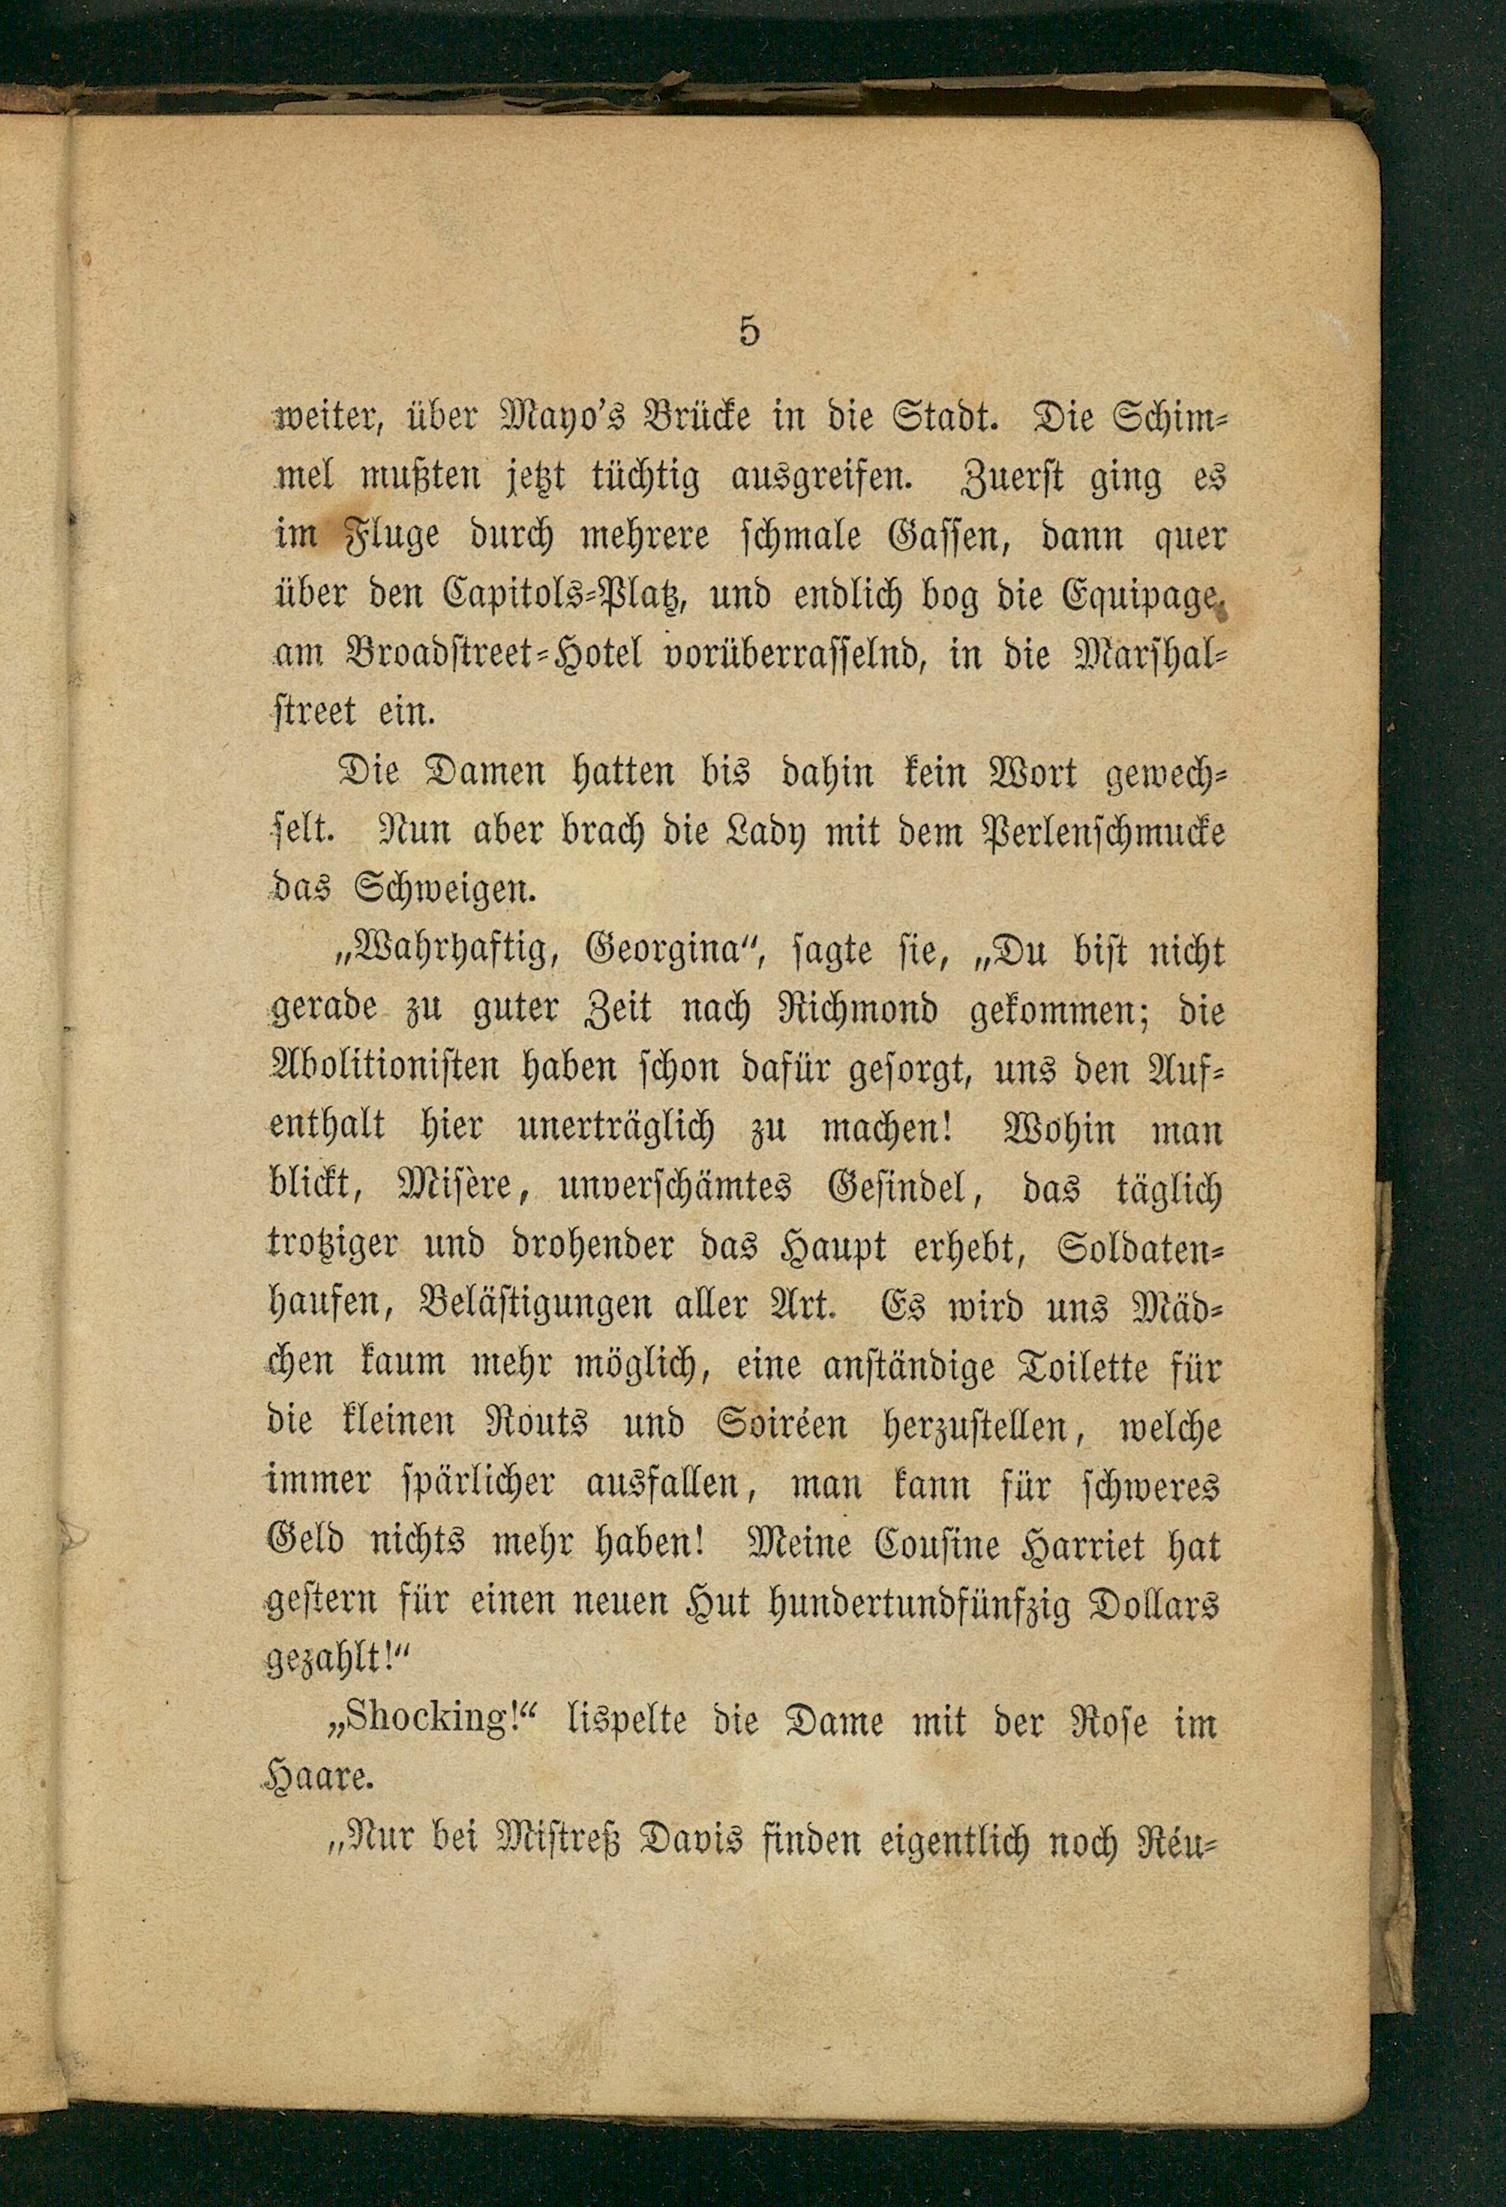 5
weiter, über Mayo's Brücke in die Stadt. Die Schim-
mel mußten jetzt tüchtig ausgreifen. Zuerst ging es
im Fluge durch mehrere schmale Gassen, dann quer
über den Capitols-Platz, und endlich bog die Equipage,
am Broadstreet-Hotel vorüberrasselnd, in die Marshal-
street ein.
Die Damen hatten bis dahin kein Wort gewech-
selt. Nun aber brach die Lady mit dem Perlenschmucke
das Schweigen.
„Wahrhaftig, Georgina“, sagte sie, „Du bist nicht
gerade zu guter Zeit nach Richmond gekommen; die
Abolitionisten haben schon dafür gesorgt, uns den Auf-
enthalt hier unerträglich zu machen! Wohin man
blickt, Misère, unverschämtes Gesindel, das täglich
trotziger und drohender das Haupt erhebt, Soldaten-
haufen, Belästigungen aller Art. Es wird uns Mäd-
chen kaum mehr möglich, eine anständige Toilette für
die kleinen Routs und Soiréen herzustellen, welche
immer spärlicher ausfallen, man kann für schweres
Geld nichts mehr haben! Meine Cousine Harriet hat
gestern für einen neuen Hut hundertundfünfzig Dollars
gezahlt!“
„Shocking!“ lispelte die Dame mit der Rose im
Haare.
„Nur bei Mistreß Davis finden eigentlich noch Réu-